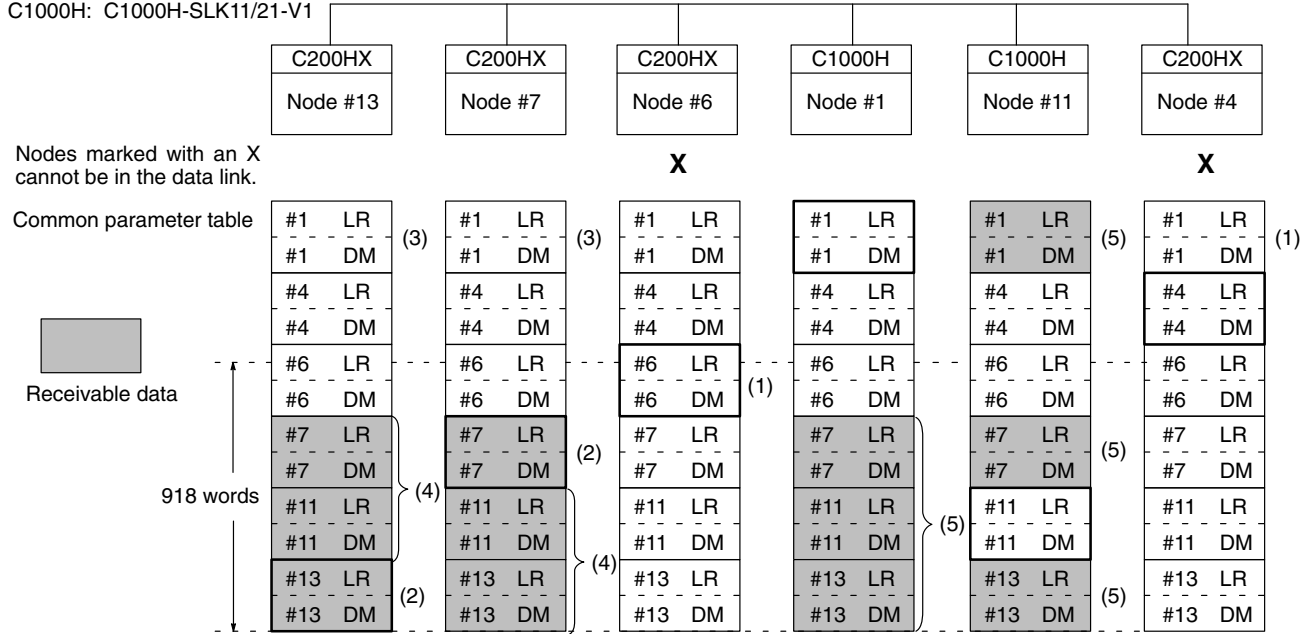 C1000H: C1000H-SLK11/21-V1
C200HX C200HX C200HX C1000H C1000H C200HX
Node #13 Node #7 Node #6 Node #1 Node #11 Node #4
Nodes marked with an X
cannot be in the data link.
X X
Common parameter table
#1 LR #1 LR #1 LR #1 LR #1 LR #1 LR
(3) (3) (5) (1)
#1 DM #1 DM #1 DM #1 DM #1 DM #1 DM
#4 LR #4 LR #4 LR #4 LR #4 LR #4 LR
#4 DM #4 DM #4 DM #4 DM #4 DM #4 DM
#6 LR #6 LR #6 LR #6 LR #6 LR #6 LR
Receivable data
(1)
#6 DM #6 DM #6 DM #6 DM #6 DM #6 DM
#7 LR #7 LR #7 LR #7 LR #7 LR #7 LR
(2) (5)
#7 DM #7 DM #7 DM #7 DM #7 DM #7 DM
918 words
(4)
#11 LR #11 LR #11 LR #11 LR #11 LR #11 LR
(5)
#11 DM #11 DM #11 DM #11 DM #11 DM #11 DM
(4)
#13 LR #13 LR #13 LR #13 LR #13 LR #13 LR
(2) (5)
#13 DM #13 DM #13 DM #13 DM #13 DM #13 DM